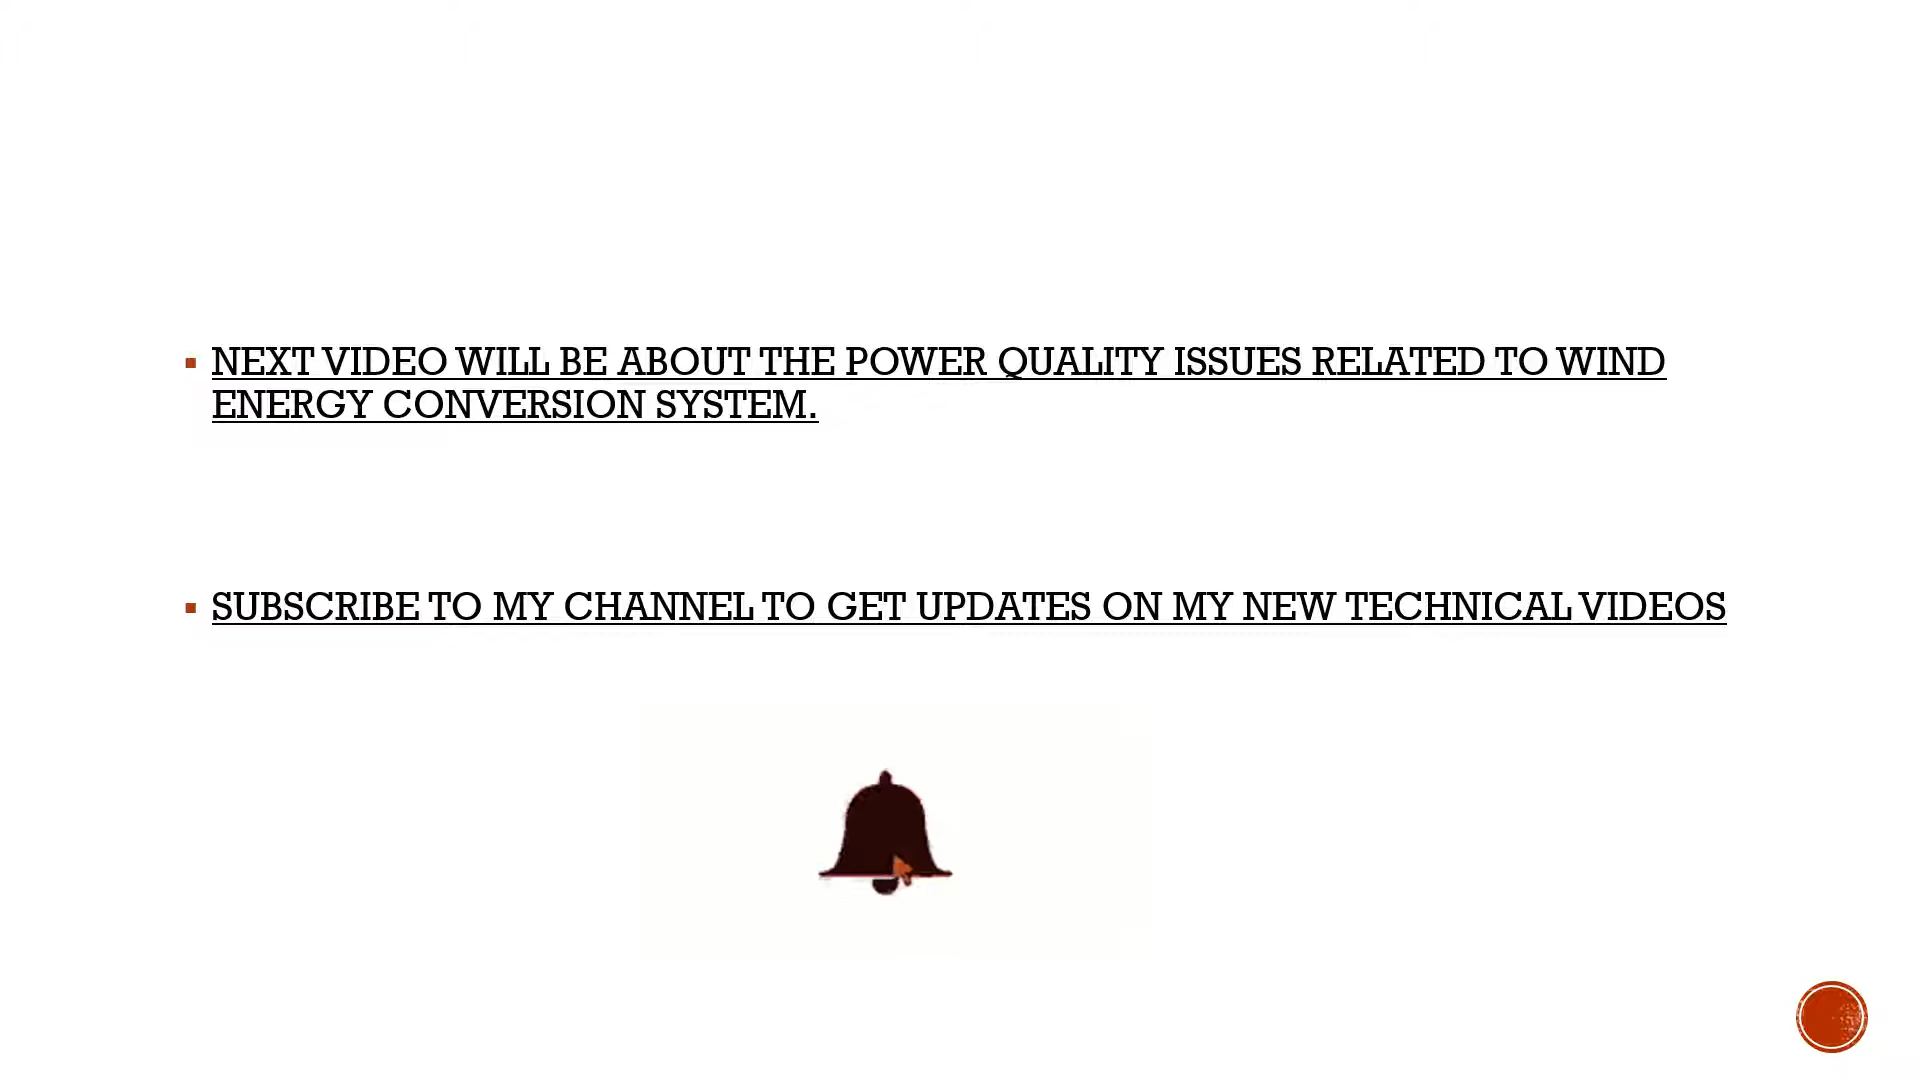 NEXT VIDEO WILL BE ABOUT THE POWER QUALITY ISSUES RELATED TO WIND
ENERGY CONVERSION SYSTEM.
SUBSCRIBE TO MY CHANNEL TO GET UPDATES ON MY NEW TECHNICAL VIDEOS